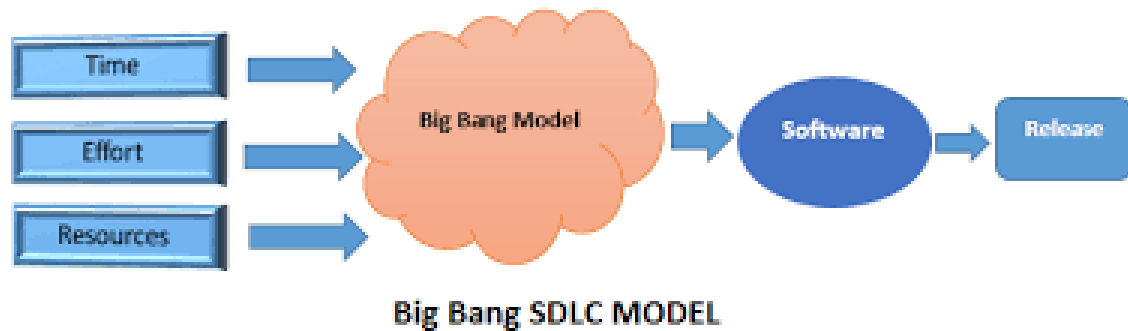 Time
Effort
Resources
Big Bang Model
Software
Release
Big Bang SDLC MODEL